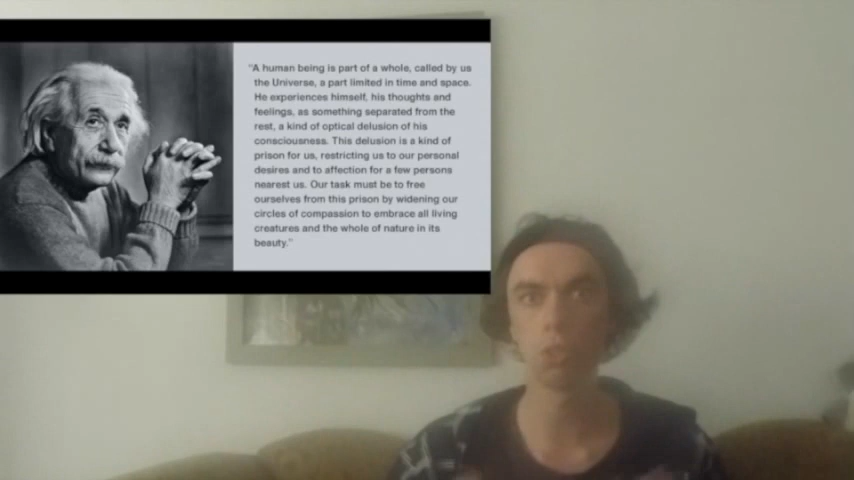 “A human being is part of a whole, called by us
the Universe, a part limited in time and space.
He experiences himself, his thoughts and
feelings, as something separated from the
rest, a kind of optical delusion of his
consciousness. This delusion is a kind of
prison for us, restricting us to our personal
desires and to affection for a few persons
nearest us. Our task must be to free
ourselves from this prison by widening our
circles of compassion to embrace all living
creatures and the whole of nature in its
beauty.”